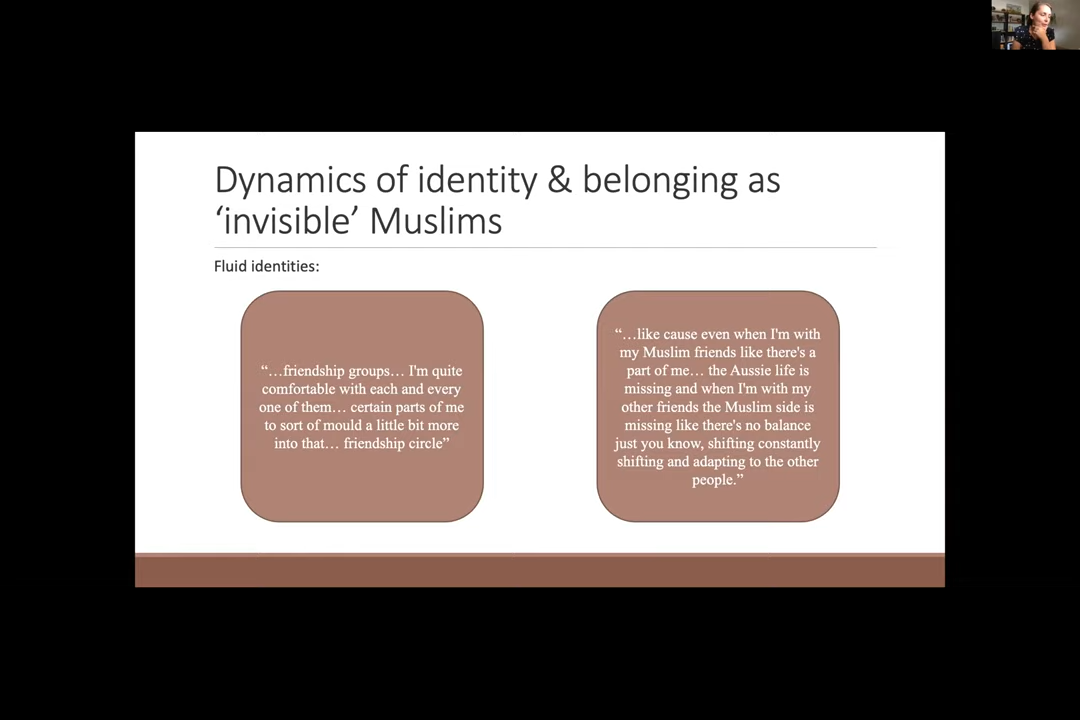 Dynamics of identity & belonging as
‘invisible’ Muslims
Fluid identities:
“…friendship groups… I'm quite
comfortable with each and every
one of them… certain parts of me
to sort of mould a little bit more
into that… friendship circle”
“…like cause even when I'm with
my Muslim friends like there's a
part of me… the Aussie life is
missing and when I'm with my
other friends the Muslim side is
missing like there's no balance
just you know, shifting constantly
shifting and adapting to the other
people.”